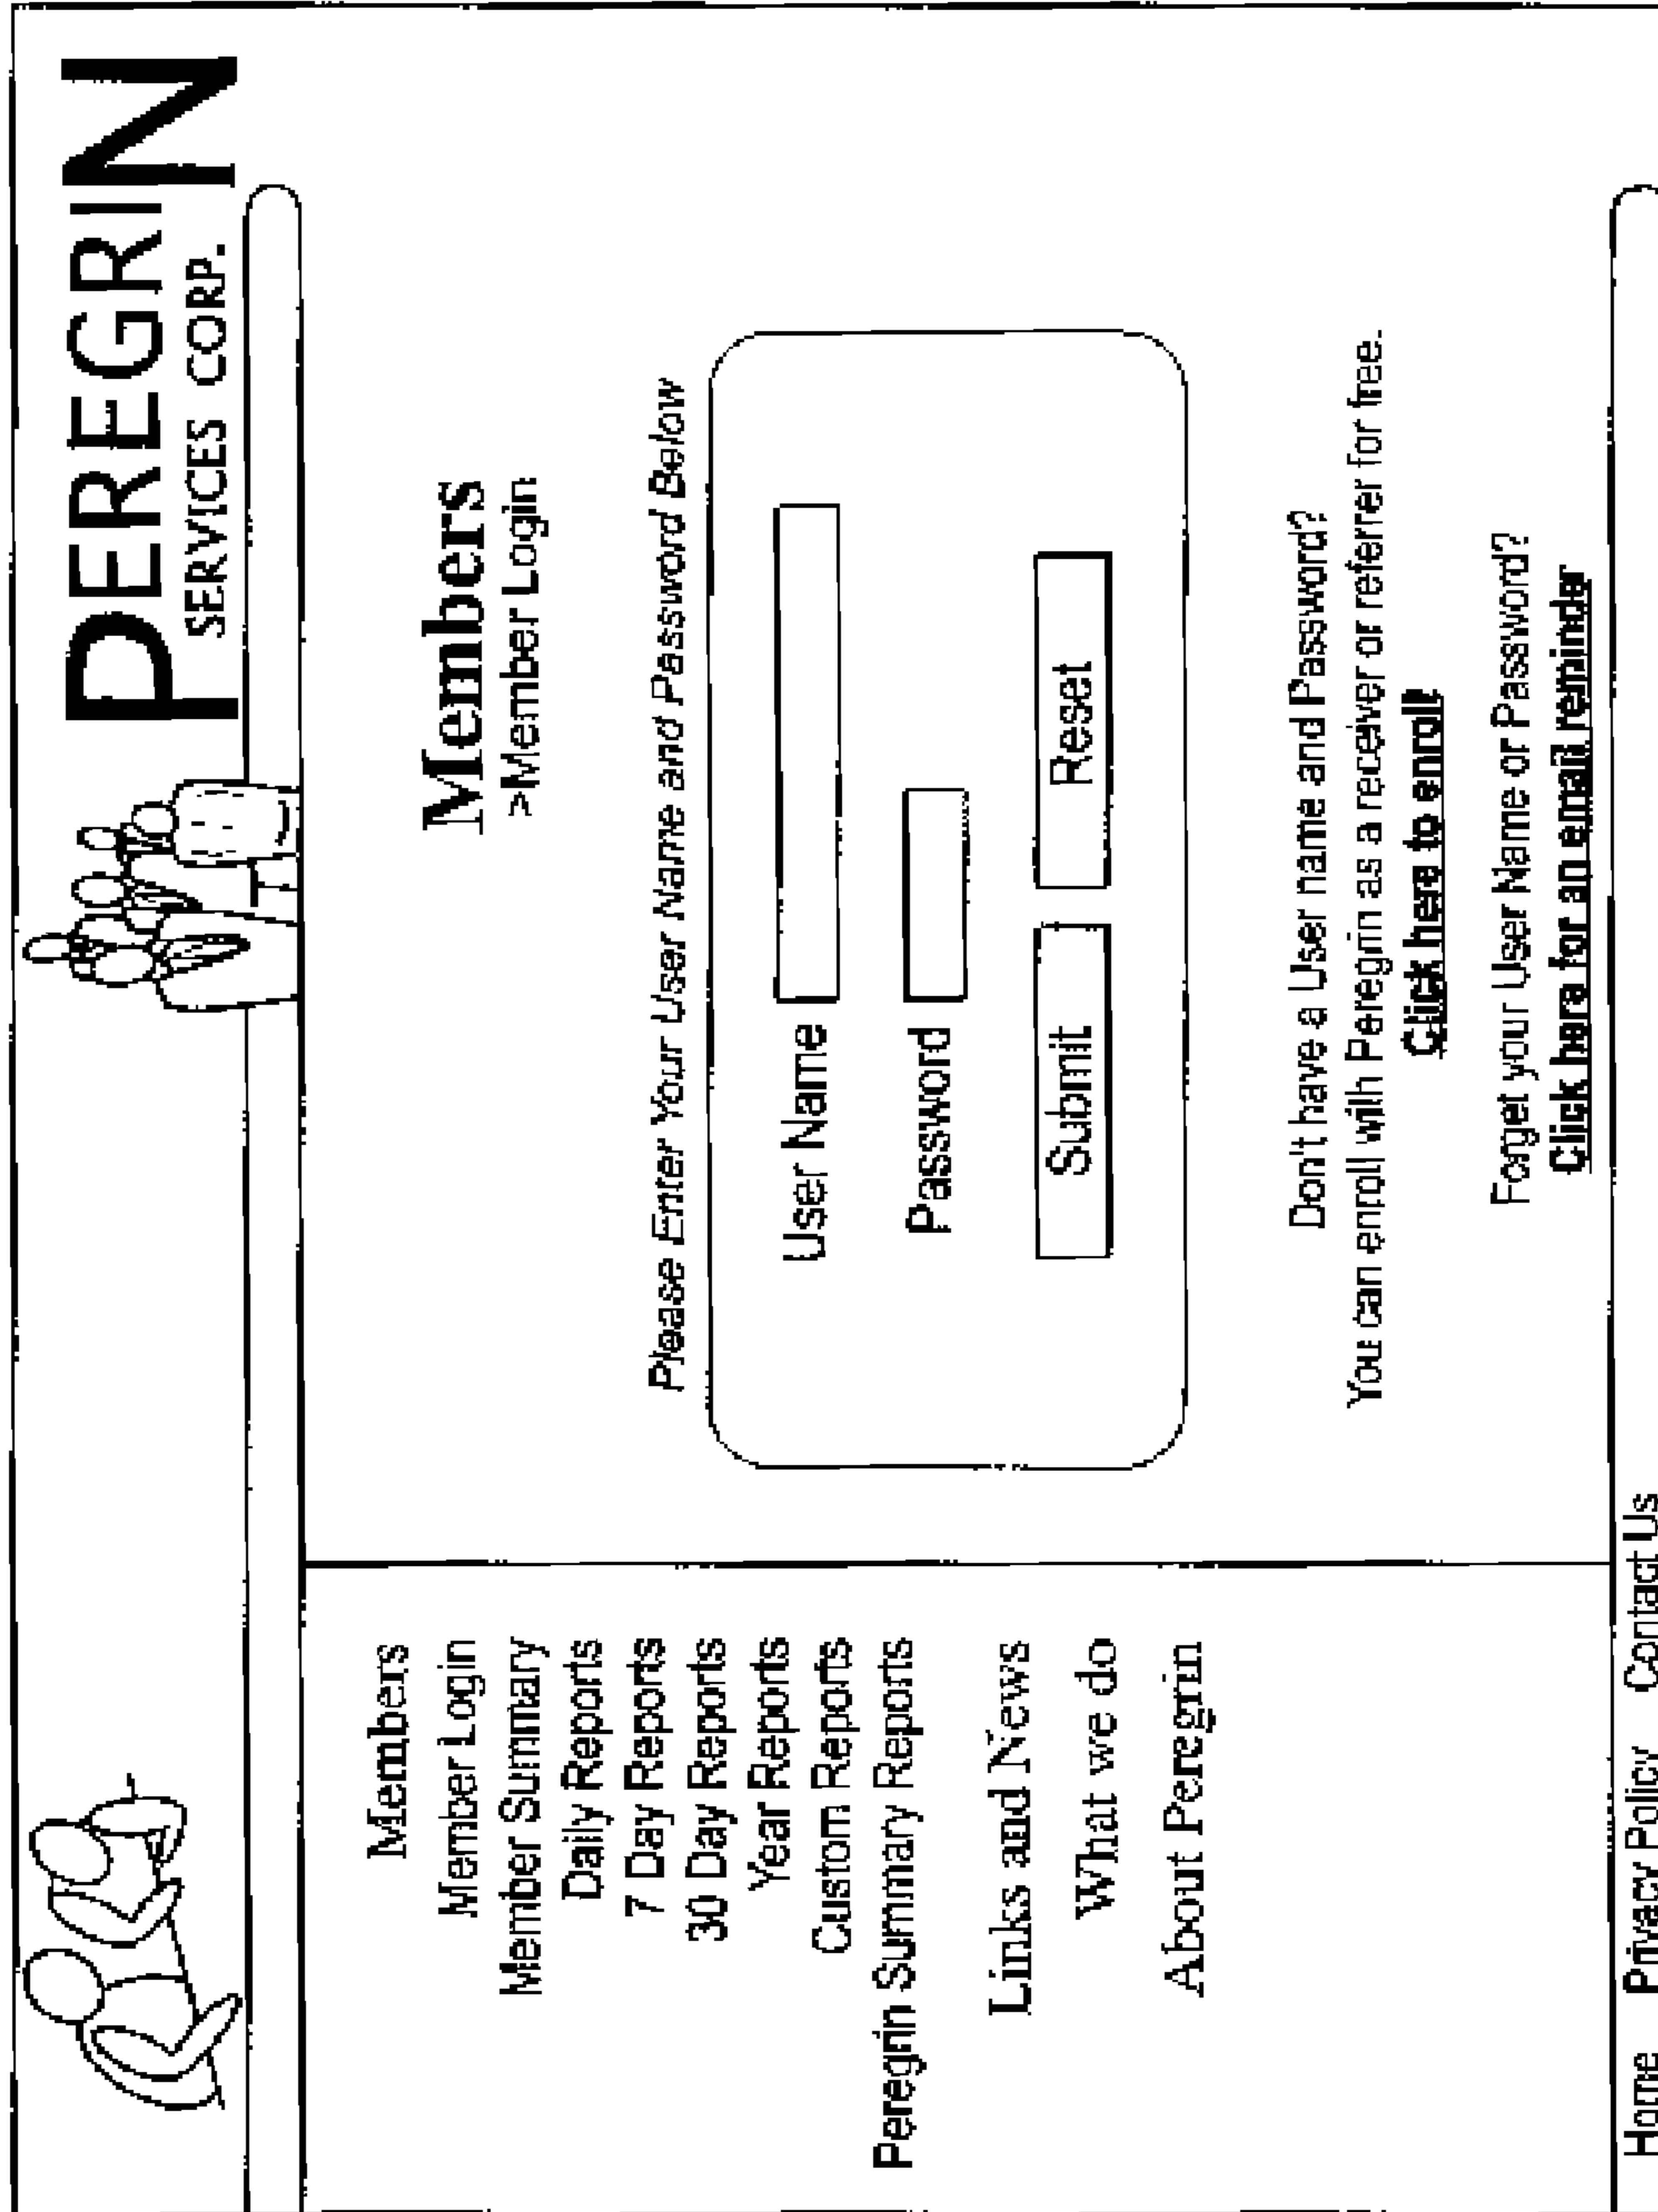 PEREGRIN
SERVICES CORP.
Members
Member Login
Member Summary
Daily Reports
7 Day Reports
30 Day Reports
Year Reports
Custom Reports
Peregrin Summary Reports
Links and News
What we do
About Peregrin
Members
>Member Login
Please Enter Your User Name and Password Below
User Name
Password
Submit Reset
Don't have a User name and Password?
You can enroll with Peregrin as a receiver or referrer for free.
Click here to enroll
Forget your User Name or Password?
Click here for an email reminder
Home Privacy Policy Contact Us